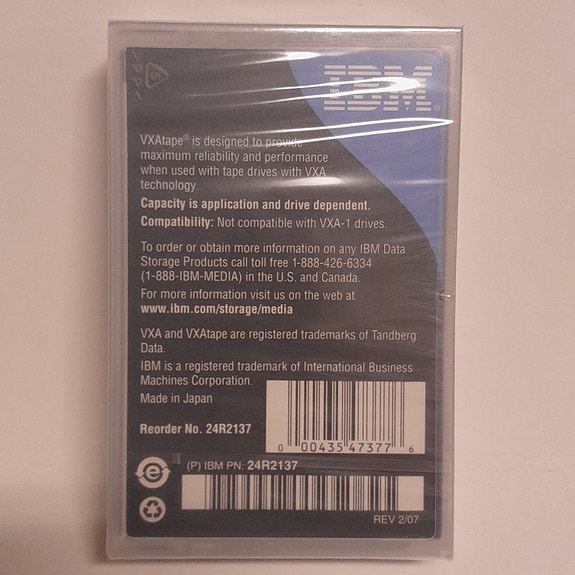 IBM®
VXAtape® is designed to provide
maximum reliability and performance
when used with tape drives with VXA
technology.
Capacity is application and drive dependent.
Compatibility: Not compatible with VXA-1 drives.
To order or obtain more information on any IBM Data
Storage Products call toll free 1-888-426-6334
(1-888-IBM-MEDIA) in the U.S. and Canada.
For more information visit us on the web at
www.ibm.com/storage/media
VXA and VXAtape are registered trademarks of Tandberg
Data.
IBM is a registered trademark of International Business
Machines Corporation.
Made in Japan
Reorder No. 24R2137
0 00435 47377 6
(P) IBM PN: 24R2137
REV 2/07